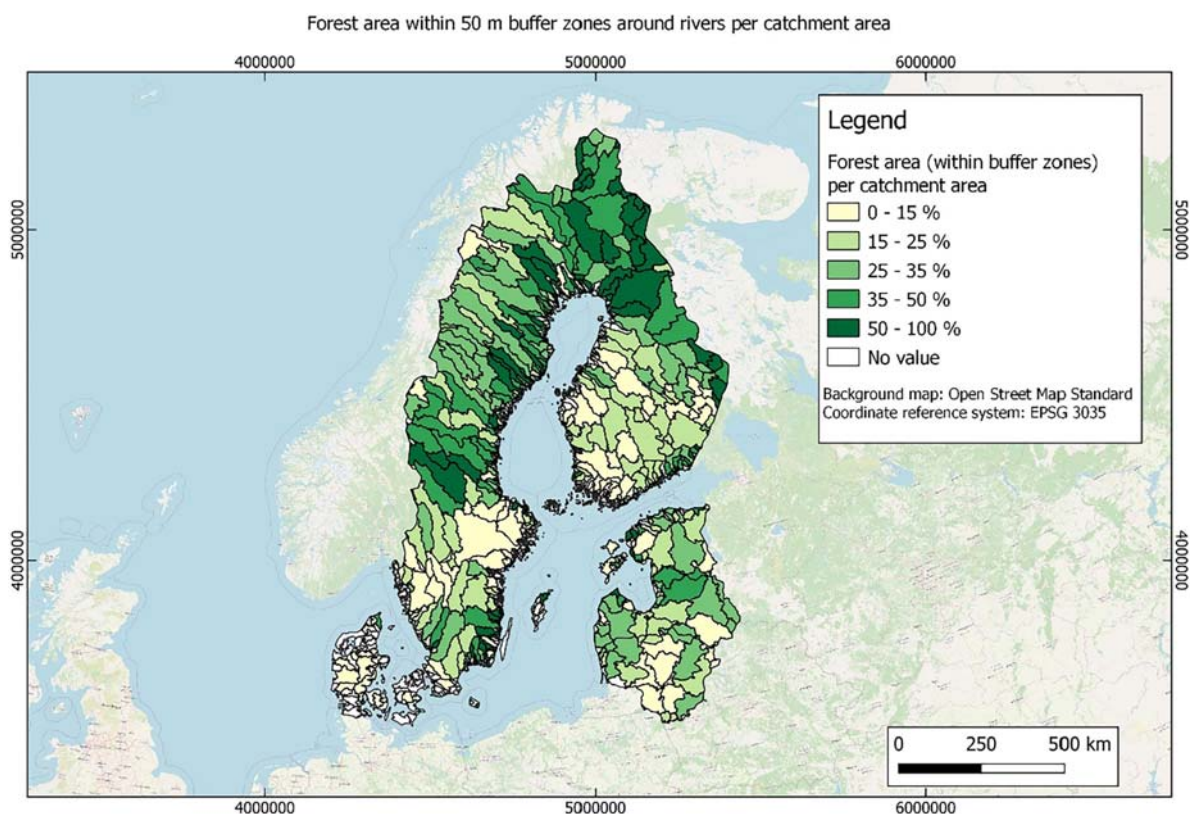 Forest area within 50 m buffer zones around rivers per catchment area
4000000 5000000 6000000
5000000 5000000
4000000 4000000
Legend
Forest area (within buffer zones)
per catchment area
0 - 15 %
15 - 25 %
25 - 35 %
35 - 50 %
50 - 100 %
No value
Background map: Open Street Map Standard
Coordinate reference system: EPSG 3035
0 250 500 km
4000000 5000000 6000000